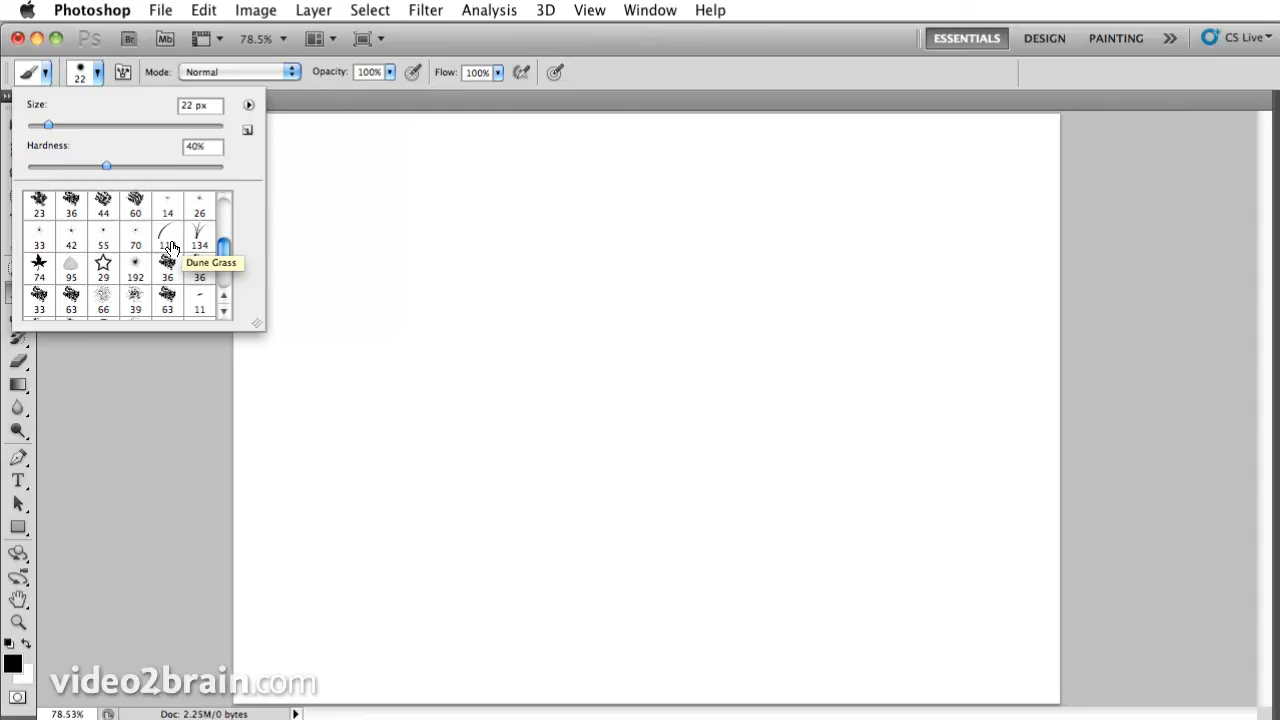 Photoshop File Edit Image Layer Select Filter Analysis 3D View Window Help
Ps Br Mb 78.5% ESSENTIALS DESIGN PAINTING CS Live
22 Mode: Normal Opacity: 100% Flow: 100%
Size: 22 px
Hardness: 40%
23 36 44 60 14 26
33 42 55 70 134
Dune Grass
74 95 29 192 36 36
33 63 66 39 63 11
T
video2brain.com
78.53% Doc: 2.25M/0 bytes